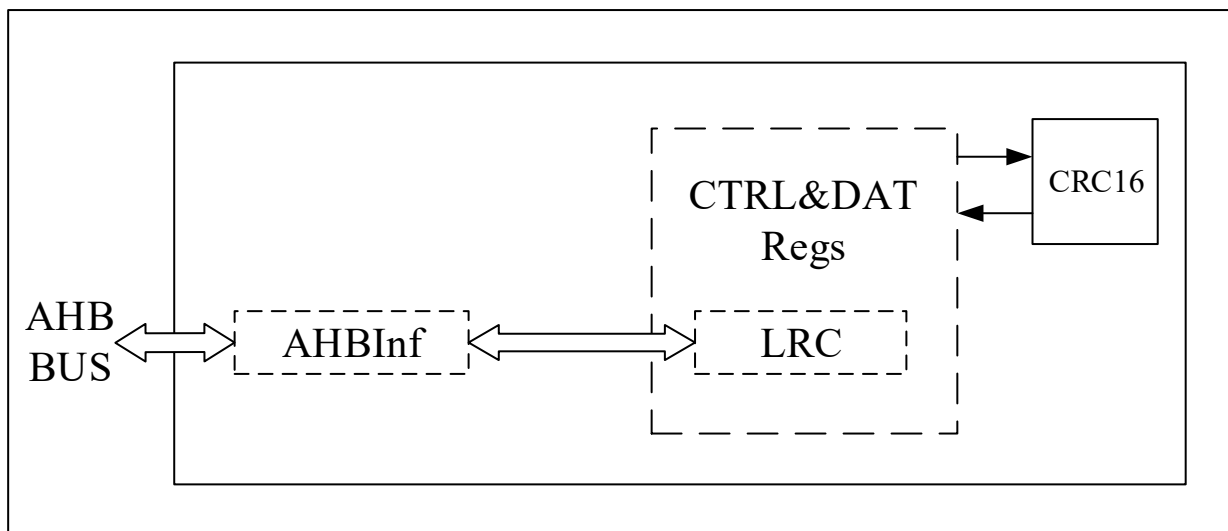 CTRL&DAT
Regs
CRC16
AHB
BUS
AHBInf
LRC